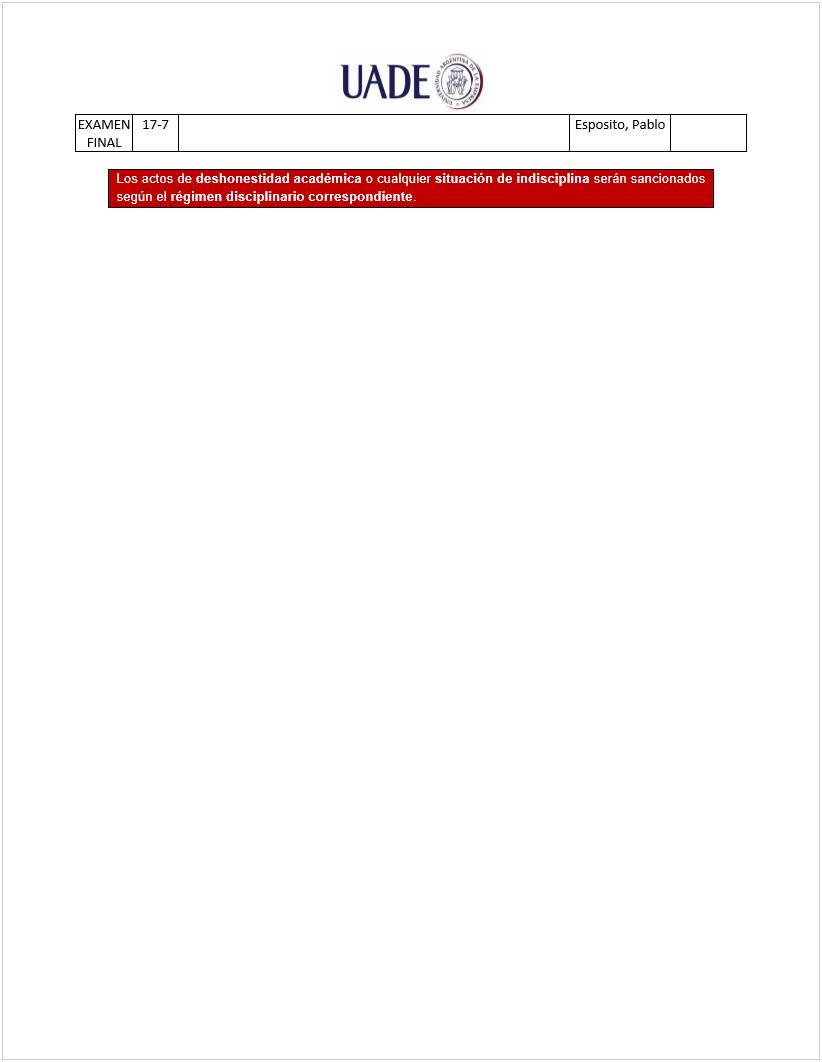 UADE
UNIVERSIDAD ARGENTINA DE LA EMPRESA
EXAMEN FINAL
17-7
Esposito, Pablo
Los actos de deshonestidad académica o cualquier situación de indisciplina serán sancionados
según el régimen disciplinario correspondiente.